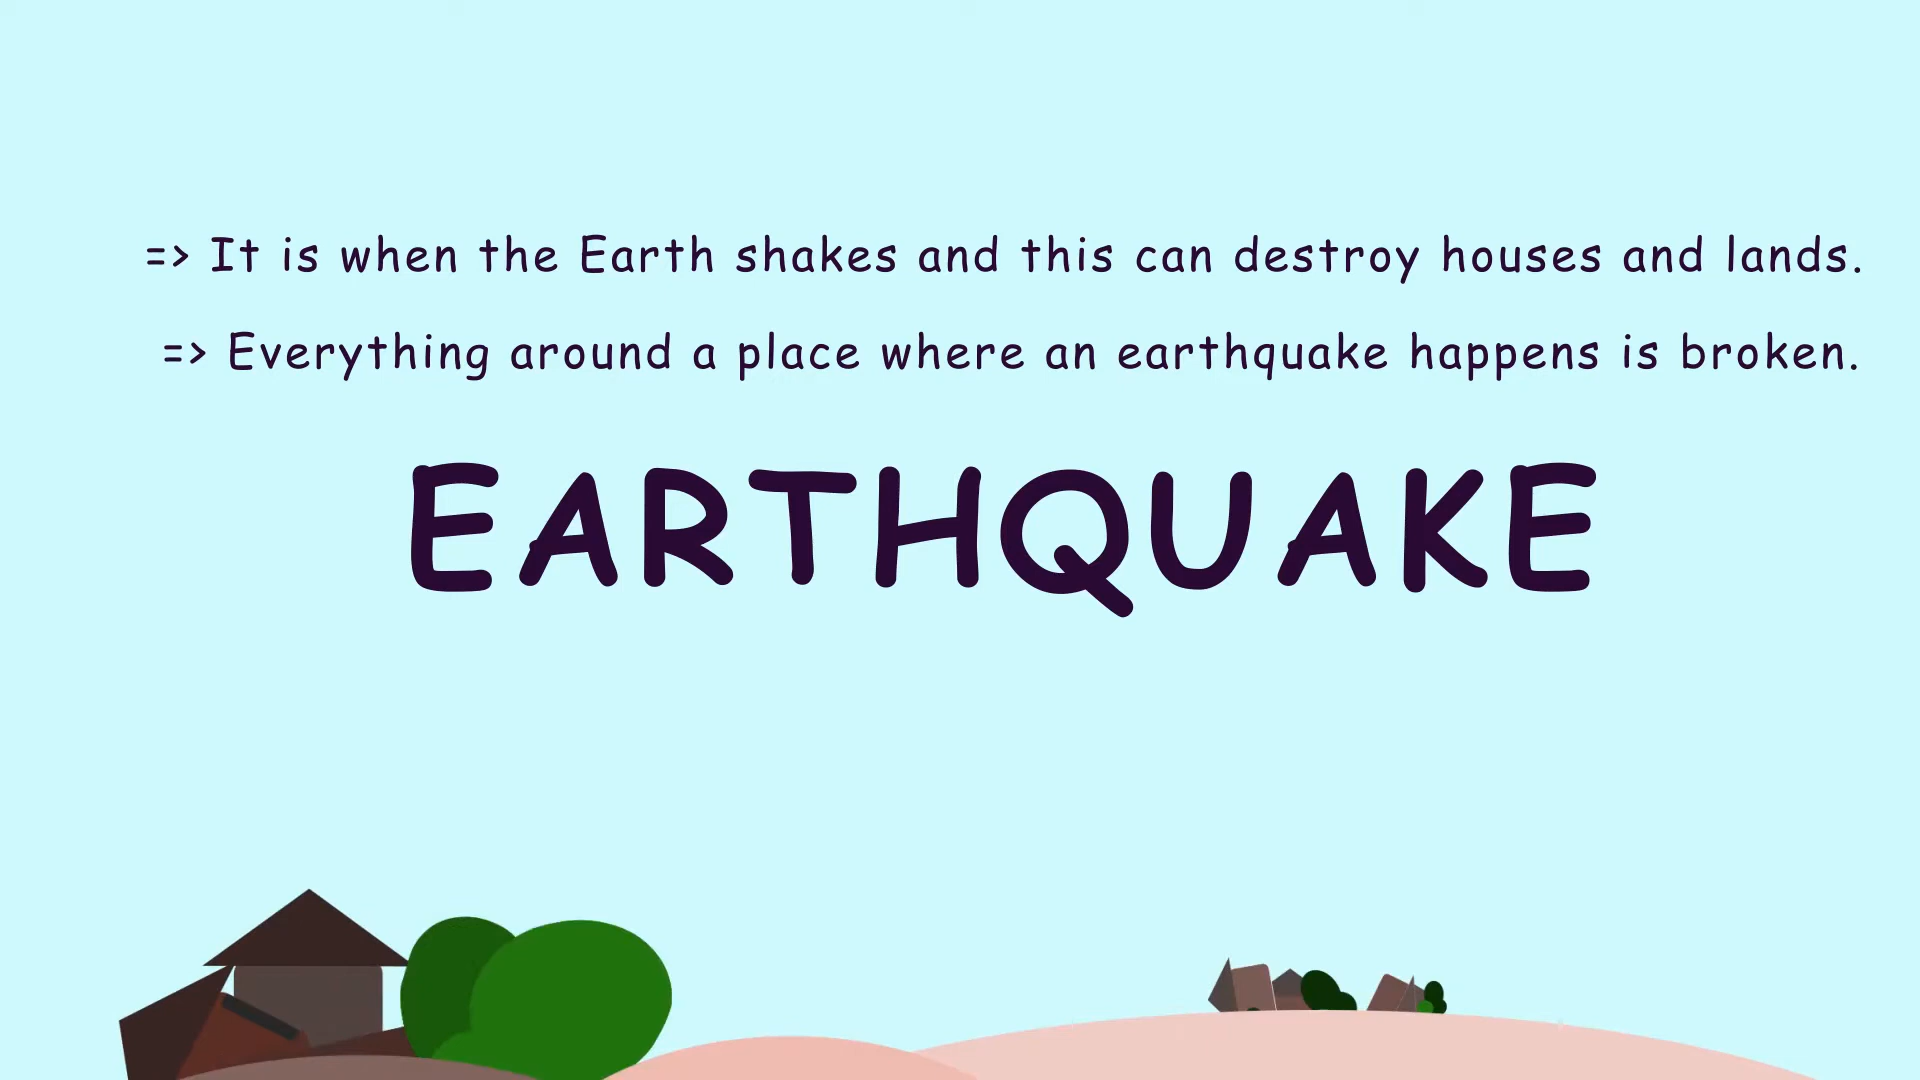 => It is when the Earth shakes and this can destroy houses and lands.
=> Everything around a place where an earthquake happens is broken.
EARTHQUAKE